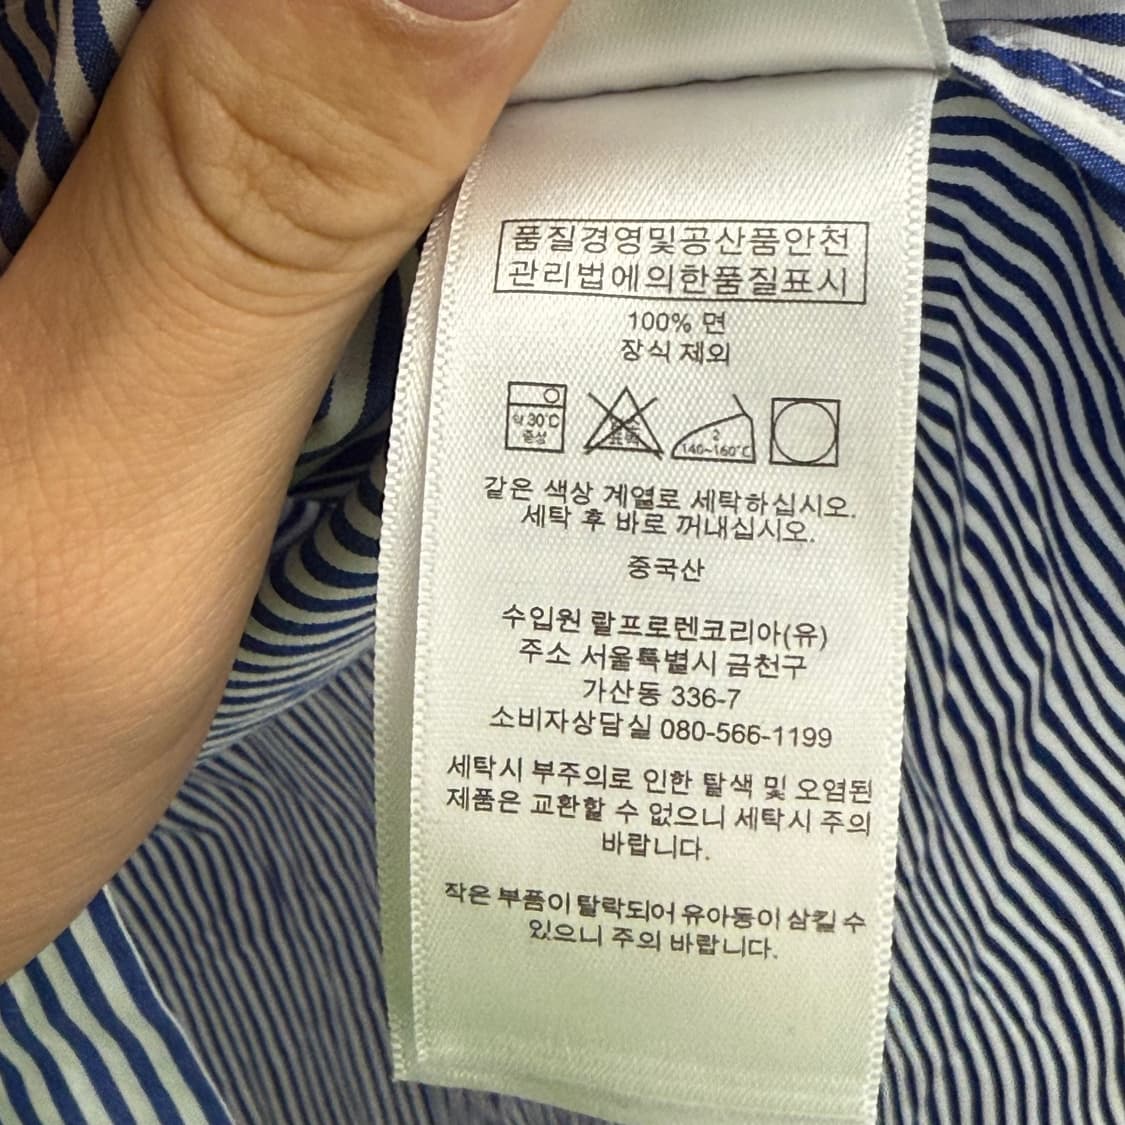 품질경영및공산품안전
관리법에의한품질표시
100% 면
장식 제외
약 30°C
중성
2
140~160°C
같은 색상 계열로 세탁하십시오.
세탁 후 바로 꺼내십시오.
중국산
수입원 랄프로렌코리아(유)
주소 서울특별시 금천구
가산동 336-7
소비자상담실 080-566-1199
세탁시 부주의로 인한 탈색 및 오염된
제품은 교환할 수 없으니 세탁시 주의
바랍니다.
작은 부품이 탈락되어 유아동이 삼킬 수
있으니 주의 바랍니다.